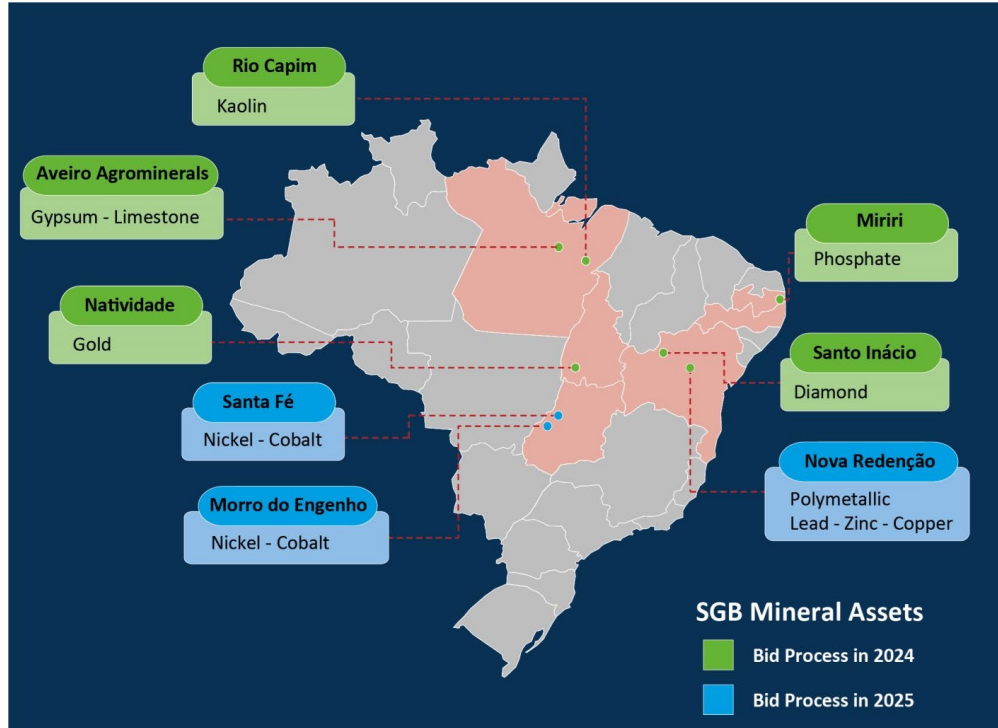 Rio Capim
Kaolin
Aveiro Agrominerals
Gypsum - Limestone
Miriri
Phosphate
Natividade
Gold
Santo Inácio
Diamond
Santa Fé
Nickel - Cobalt
Nova Redenção
Polymetallic
Lead - Zinc - Copper
Morro do Engenho
Nickel - Cobalt
SGB Mineral Assets
Bid Process in 2024
Bid Process in 2025